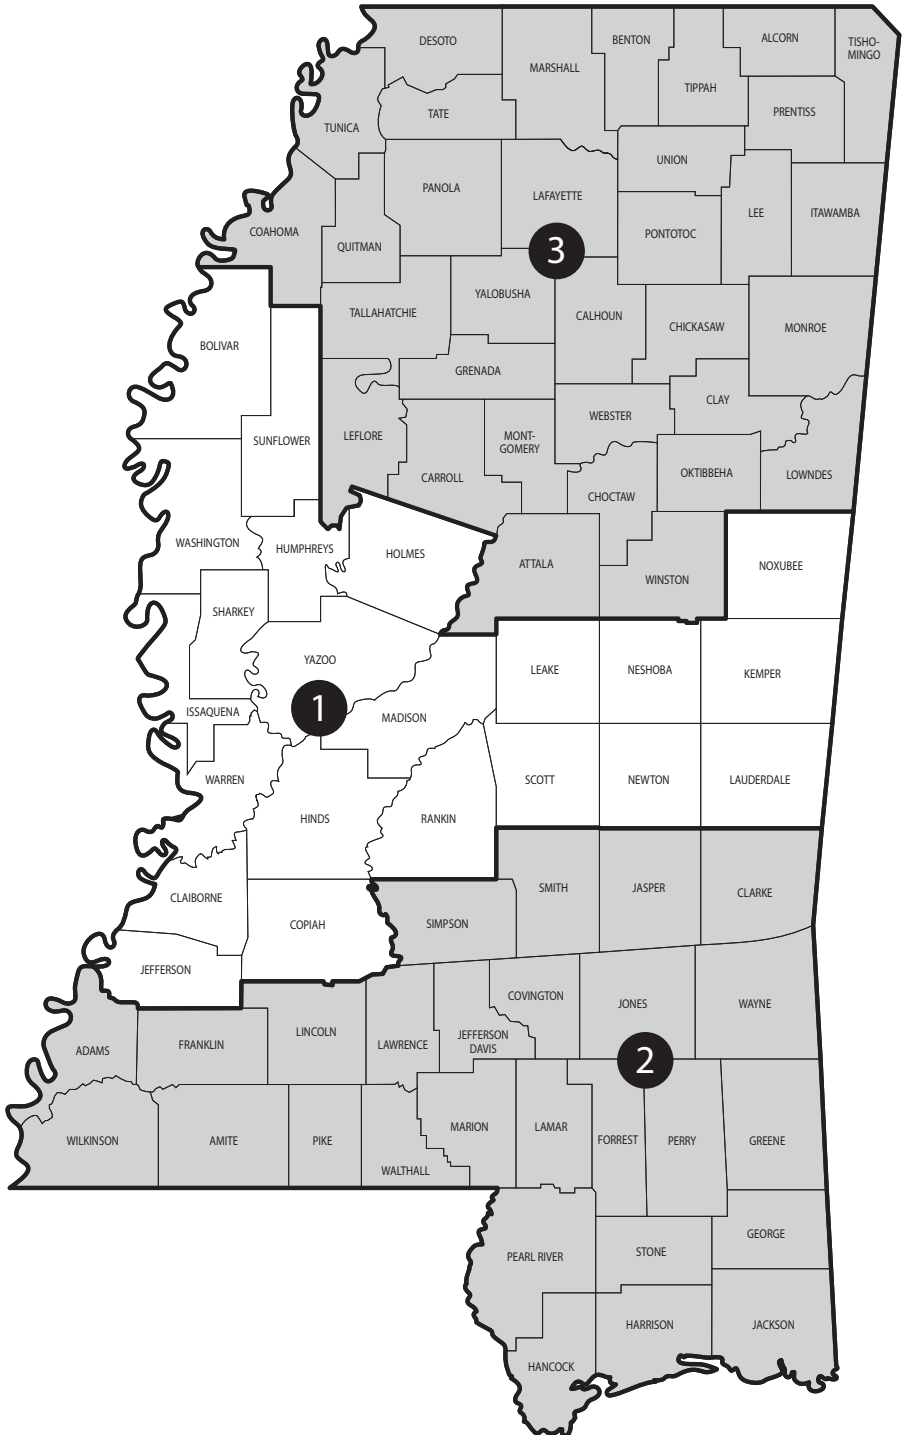 DESOTO
BENTON
ALCORN
TISHO-
MINGO
MARSHALL
TIPPAH
TATE
PRENTISS
TUNICA
UNION
PANOLA
LAFAYETTE
LEE
ITAWAMBA
COAHOMA
PONTOTOC
QUITMAN
3
YALOBUSHA
TALLAHATCHIE
CALHOUN
CHICKASAW
MONROE
BOLIVAR
GRENADA
CLAY
WEBSTER
SUNFLOWER
LEFLORE
MONT-
GOMERY
CARROLL
OKTIBBEHA
LOWNDES
CHOCTAW
WASHINGTON
HUMPHREYS
HOLMES
ATTALA
NOXUBEE
WINSTON
SHARKEY
YAZOO
LEAKE
NESHOBA
KEMPER
1
ISSAQUENA
MADISON
WARREN
SCOTT
NEWTON
LAUDERDALE
HINDS
RANKIN
SMITH
JASPER
CLARKE
CLAIBORNE
COPIAH
SIMPSON
JEFFERSON
COVINGTON
JONES
WAYNE
LINCOLN
ADAMS
FRANKLIN
LAWRENCE
JEFFERSON
DAVIS
2
WILKINSON
AMITE
PIKE
WALTHALL
MARION
LAMAR
FORREST
PERRY
GREENE
GEORGE
PEARL RIVER
STONE
HARRISON
JACKSON
HANCOCK